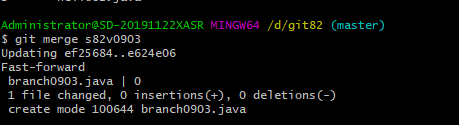 Administrator@SD-20191122XASR MINGW64 /d/git82 (master)
$ git merge s82v0903
Updating ef25684..e624e06
Fast-forward
 branch0903.java | 0
 1 file changed, 0 insertions(+), 0 deletions(-)
 create mode 100644 branch0903.java